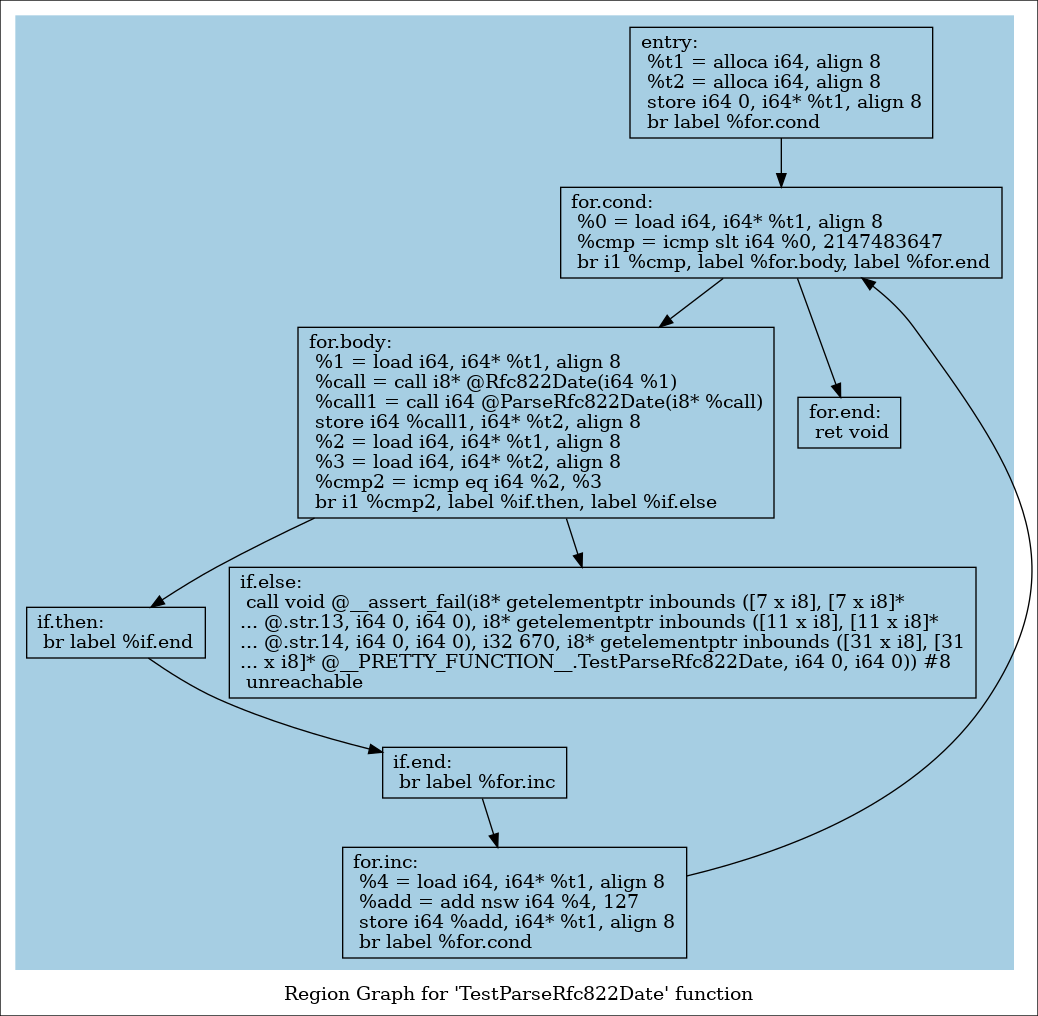 entry:
%t1 = alloca i64, align 8
%t2 = alloca i64, align 8
store i64 0, i64* %t1, align 8
br label %for.cond
for.cond:
%0 = load i64, i64* %t1, align 8
%cmp = icmp slt i64 %0, 2147483647
br i1 %cmp, label %for.body, label %for.end
for.body:
%1 = load i64, i64* %t1, align 8
%call = call i8* @Rfc822Date(i64 %1)
%call1 = call i64 @ParseRfc822Date(i8* %call)
store i64 %call1, i64* %t2, align 8
%2 = load i64, i64* %t1, align 8
%3 = load i64, i64* %t2, align 8
%cmp2 = icmp eq i64 %2, %3
br i1 %cmp2, label %if.then, label %if.else
for.end:
ret void
if.then:
br label %if.end
if.else:
call void @__assert_fail(i8* getelementptr inbounds ([7 x i8], [7 x i8]*
... @.str.13, i64 0, i64 0), i8* getelementptr inbounds ([11 x i8], [11 x i8]*
... @.str.14, i64 0, i64 0), i32 670, i8* getelementptr inbounds ([31 x i8], [31
... x i8]* @__PRETTY_FUNCTION__.TestParseRfc822Date, i64 0, i64 0)) #8
unreachable
if.end:
br label %for.inc
for.inc:
%4 = load i64, i64* %t1, align 8
%add = add nsw i64 %4, 127
store i64 %add, i64* %t1, align 8
br label %for.cond
Region Graph for 'TestParseRfc822Date' function